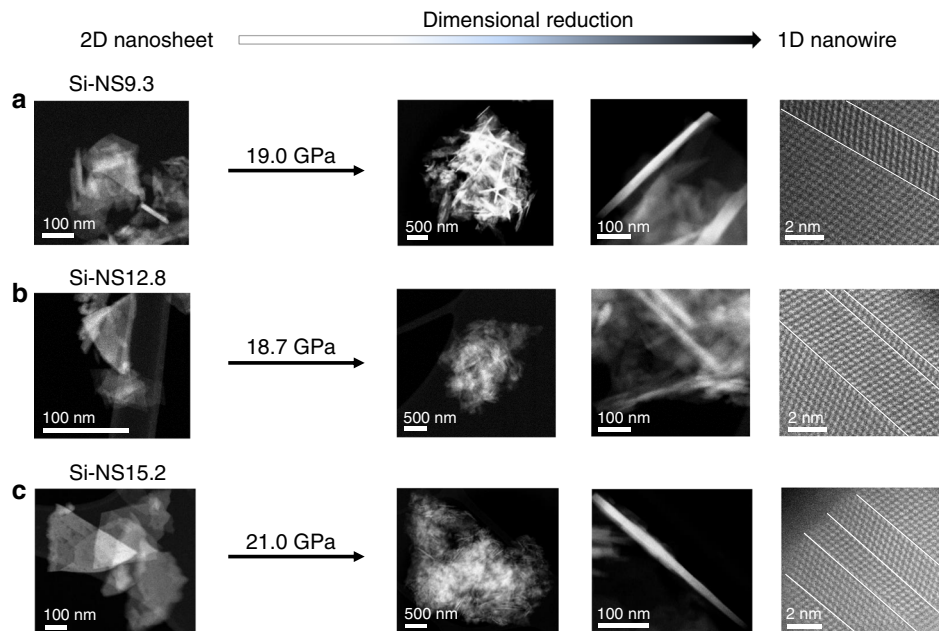 Dimensional reduction
2D nanosheet
1D nanowire
Si-NS9.3
a
100 nm
19.0 GPa
500 nm
100 nm
2 nm
Si-NS12.8
b
100 nm
18.7 GPa
500 nm
100 nm
2 nm
Si-NS15.2
c
100 nm
21.0 GPa
500 nm
100 nm
2 nm